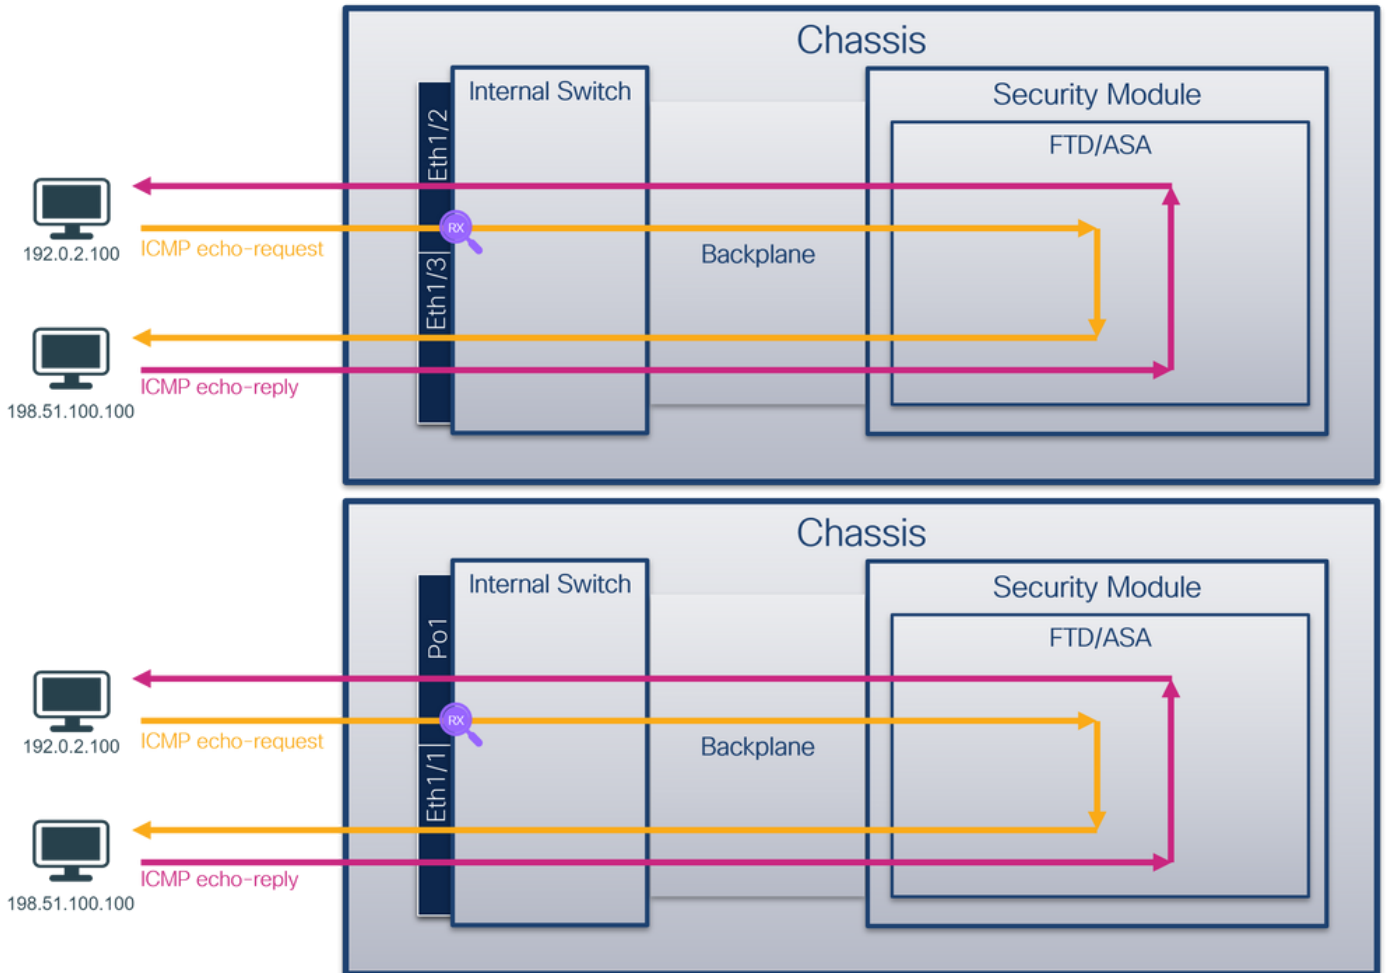 Chassis
Internal Switch
Security Module
FTD/ASA
Eth1/2
RX
192.0.2.100
ICMP echo-request
Backplane
Eth1/3
198.51.100.100
ICMP echo-reply
Chassis
Internal Switch
Security Module
FTD/ASA
Po1
RX
192.0.2.100
ICMP echo-request
Backplane
Eth1/1
198.51.100.100
ICMP echo-reply